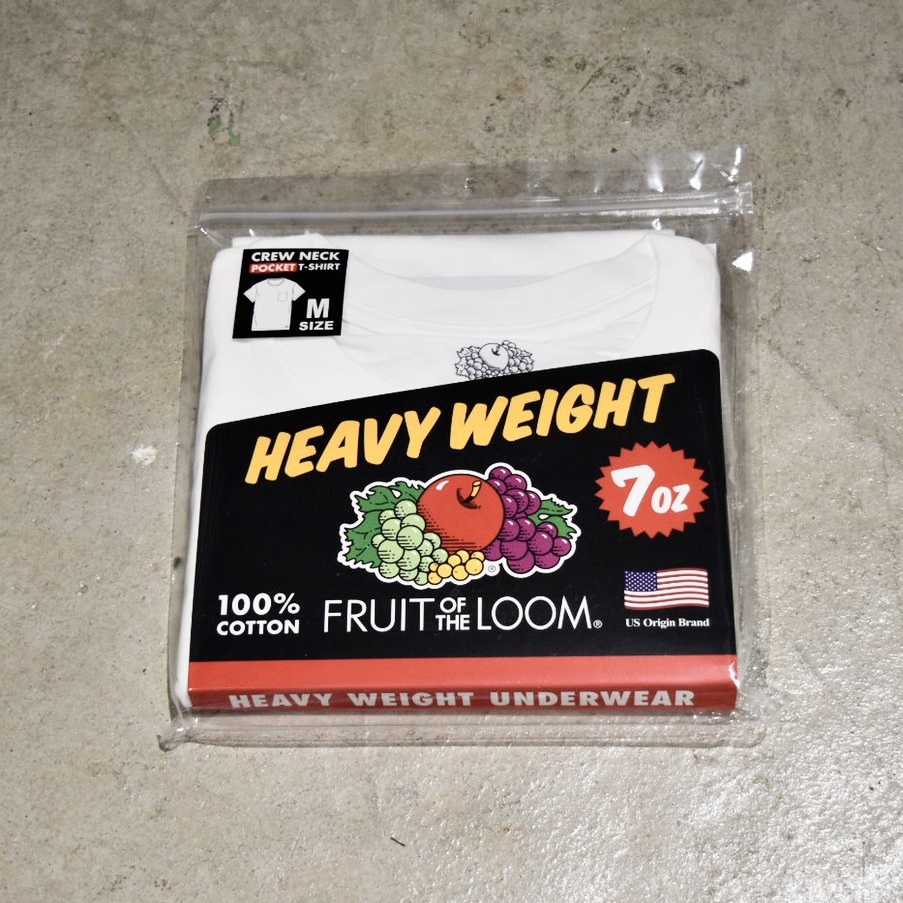 CREW NECK
POCKET T-SHIRT
M
SIZE
HEAVY WEIGHT
7oz
®
100%
COTTON
FRUIT OF THE LOOM®
US Origin Brand
HEAVY WEIGHT UNDERWEAR